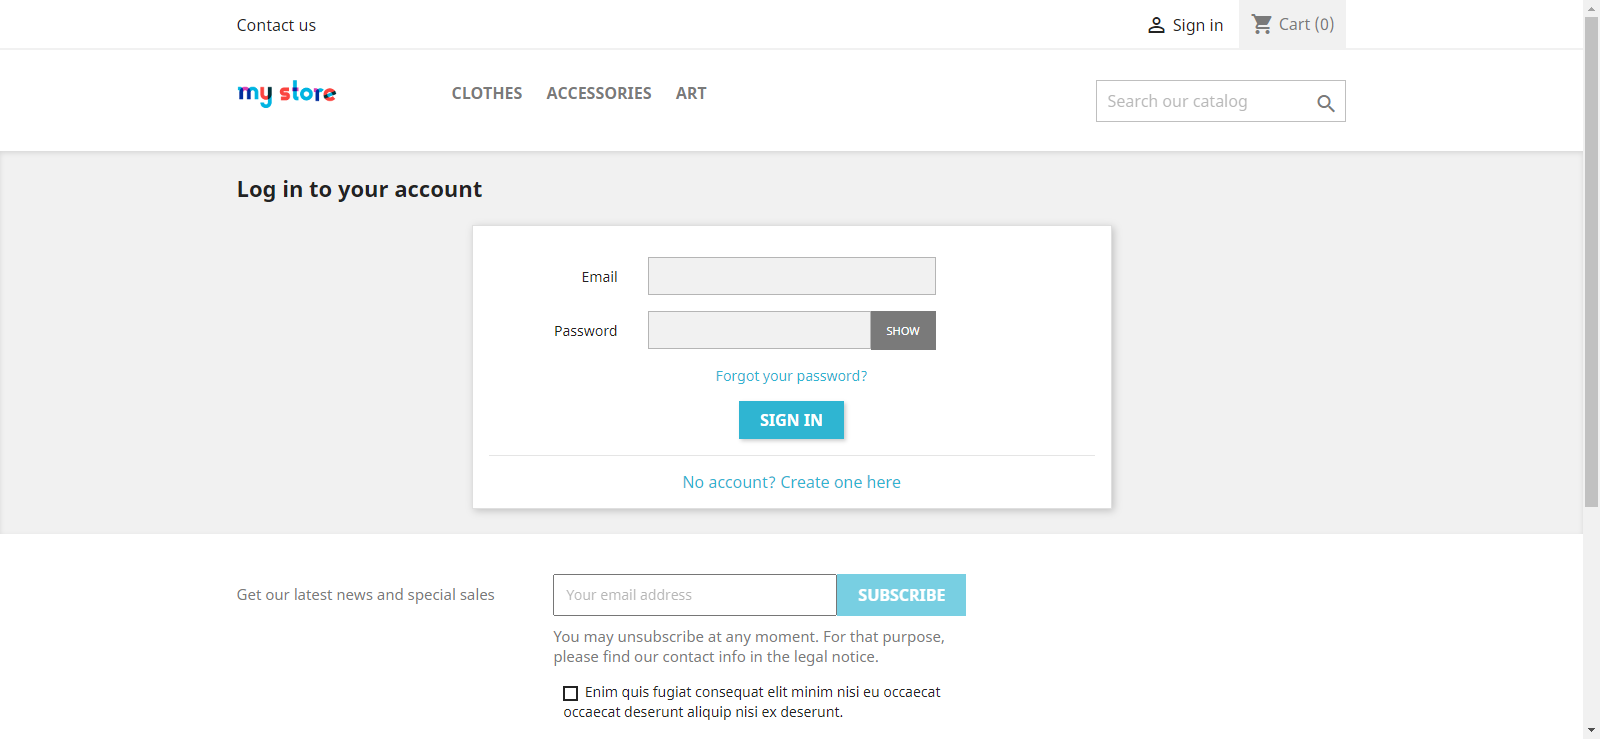 Contact us
Sign in
Cart (0)
my store
CLOTHES ACCESSORIES ART
Search our catalog
Log in to your account
Email
Password
SHOW
Forgot your password?
SIGN IN
No account? Create one here
Get our latest news and special sales
Your email address
SUBSCRIBE
You may unsubscribe at any moment. For that purpose,
please find our contact info in the legal notice.
Enim quis fugiat consequat elit minim nisi eu occaecat
occaecat deserunt aliquip nisi ex deserunt.